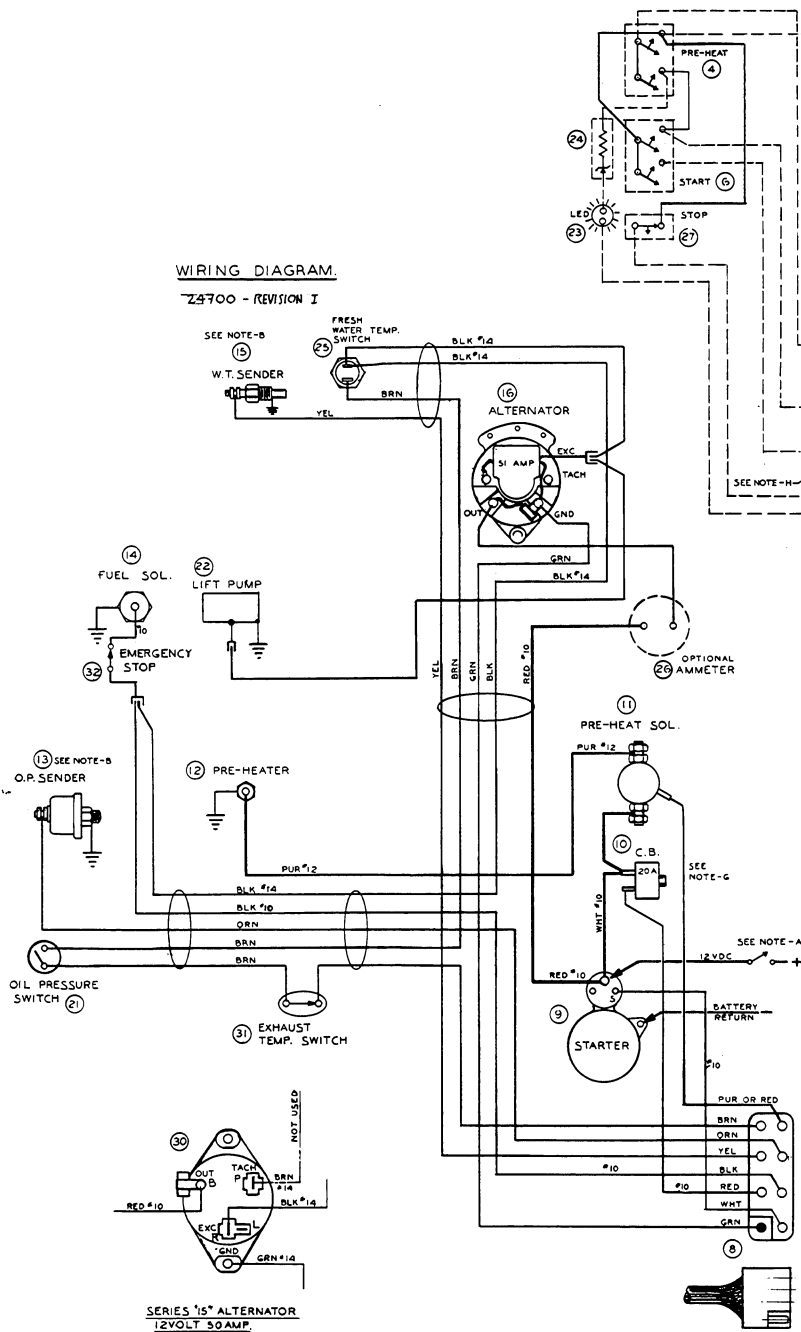 PRE-HEAT
4
24
START 6
LED
23
STOP
27
WIRING DIAGRAM.
24700 - REVISION I
SEE NOTE-B
15
W.T. SENDER
FRESH
WATER TEMP.
SWITCH
25
BLK #14
BLK #14
BRN
YEL
16
ALTERNATOR
EXC
51 AMP
TACH
OUT
GND
SEE NOTE-H
GRN
BLK #14
14
FUEL SOL.
22
LIFT PUMP
10
EMERGENCY
STOP
32
YEL
BRN
GRN
BLK
RED #10
OPTIONAL
26 AMMETER
11
PRE-HEAT SOL.
PUR #12
13 SEE NOTE-B
O.P. SENDER
12 PRE-HEATER
10
C.B.
20A
SEE
NOTE-G
PUR #12
BLK #14
BLK #10
ORN
BRN
BRN
WHT #10
OIL PRESSURE
SWITCH 21
31 EXHAUST
TEMP. SWITCH
RED #10
12 VDC
SEE NOTE-A
+
S
9
STARTER
BATTERY
RETURN
#10
PUR OR RED
BRN
ORN
YEL
#10
BLK
#10
RED
WHT
GRN
8
30
NOT USED
OUT
B
TACH
P
BRN
#14
RED #10
BLK #14
EXC
R
L
GND
GRN #14
SERIES "15" ALTERNATOR
12VOLT 50AMP.